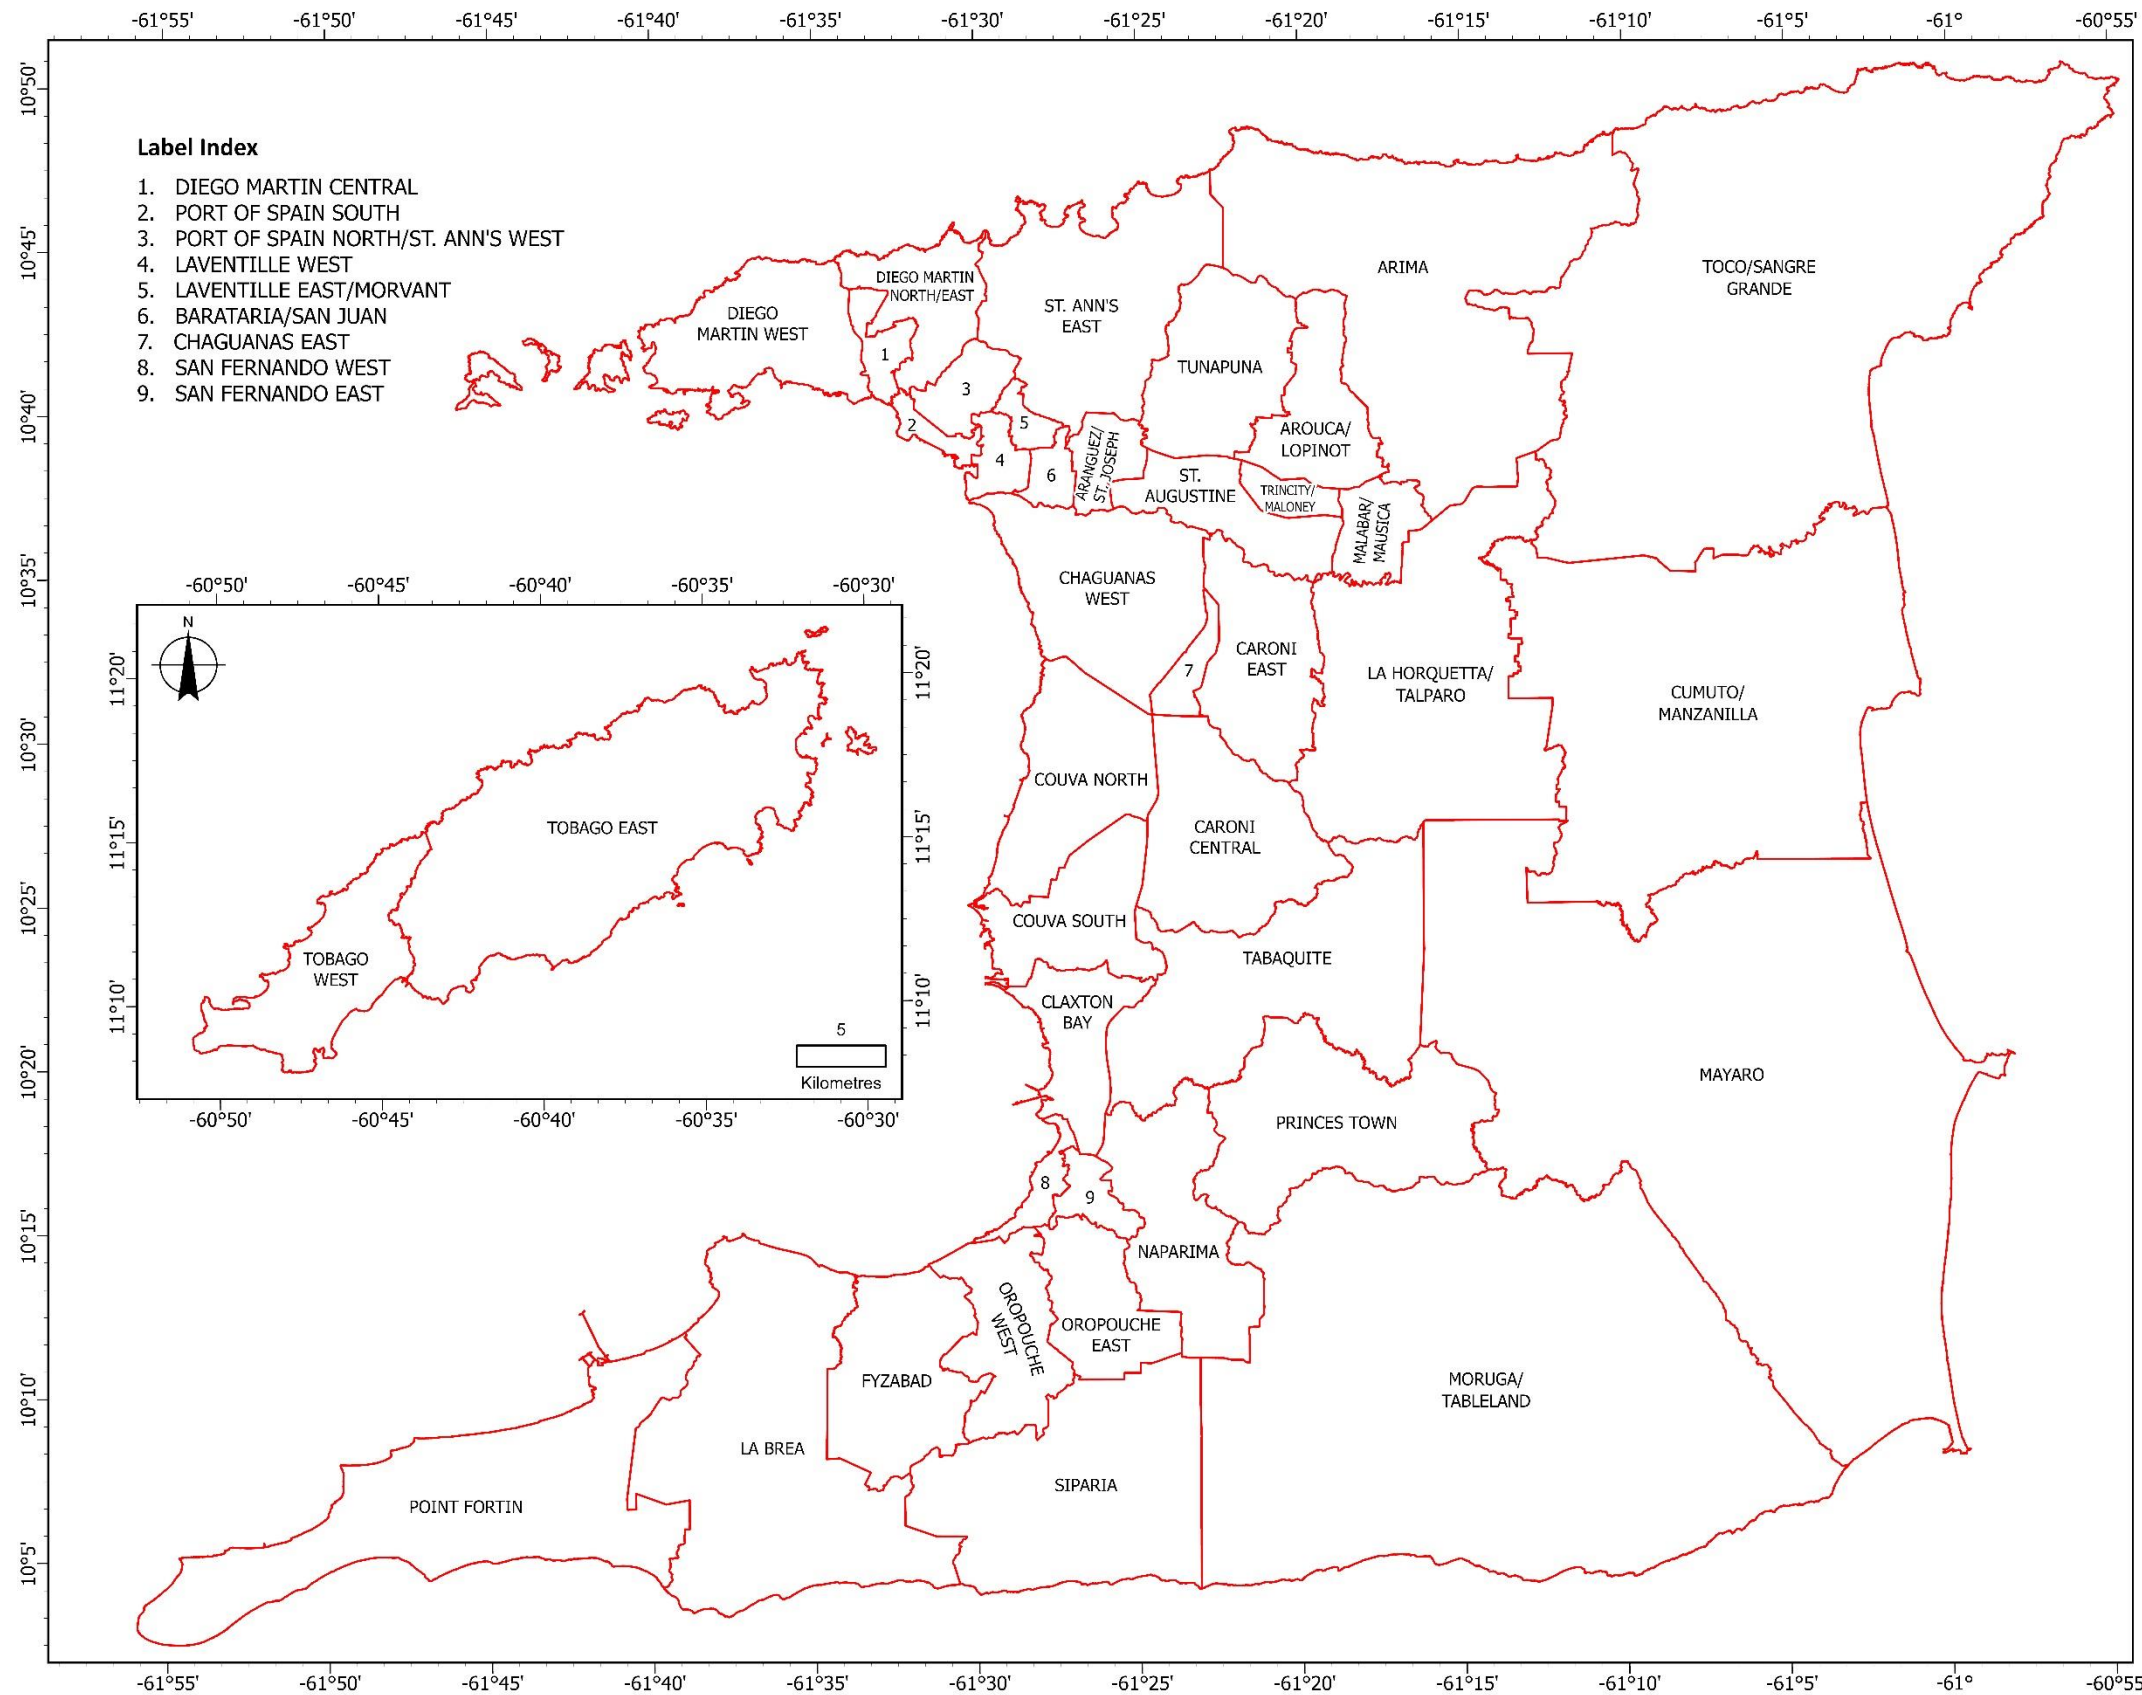 -61°55' -61°50' -61°45' -61°40' -61°35' -61°30' -61°25' -61°20' -61°15' -61°10' -61°5' -61° -60°55'
10°50'
10°45'
10°40'
10°35'
10°30'
10°25'
10°20'
10°15'
10°10'
10°5'
Label Index
1. DIEGO MARTIN CENTRAL
2. PORT OF SPAIN SOUTH
3. PORT OF SPAIN NORTH/ST. ANN'S WEST
4. LAVENTILLE WEST
5. LAVENTILLE EAST/MORVANT
6. BARATARIA/SAN JUAN
7. CHAGUANAS EAST
8. SAN FERNANDO WEST
9. SAN FERNANDO EAST
DIEGO
MARTIN WEST
DIEGO MARTIN
NORTH/EAST
ST. ANN'S
EAST
ARIMA
TOCO/SANGRE
GRANDE
TUNAPUNA
AROUCA/
LOPINOT
1
2
3
4
5
6
ARANGUEZ/
ST. JOSEPH
ST.
AUGUSTINE
TRINCITY/
MALONEY
MALABAR/
MAUSICA
CHAGUANAS
WEST
7
CARONI
EAST
LA HORQUETTA/
TALPARO
CUMUTO/
MANZANILLA
COUVA NORTH
CARONI
CENTRAL
COUVA SOUTH
TABAQUITE
CLAXTON
BAY
MAYARO
PRINCES TOWN
8
9
NAPARIMA
OROPOUCHE
WEST
OROPOUCHE
EAST
FYZABAD
MORUGA/
TABLELAND
LA BREA
SIPARIA
POINT FORTIN
-60°50' -60°45' -60°40' -60°35' -60°30'
N
11°20'
11°15'
11°10'
TOBAGO EAST
TOBAGO
WEST
5
Kilometres
11°20'
11°15'
11°10'
-60°50' -60°45' -60°40' -60°35' -60°30'
-61°55' -61°50' -61°45' -61°40' -61°35' -61°30' -61°25' -61°20' -61°15' -61°10' -61°5' -61° -60°55'